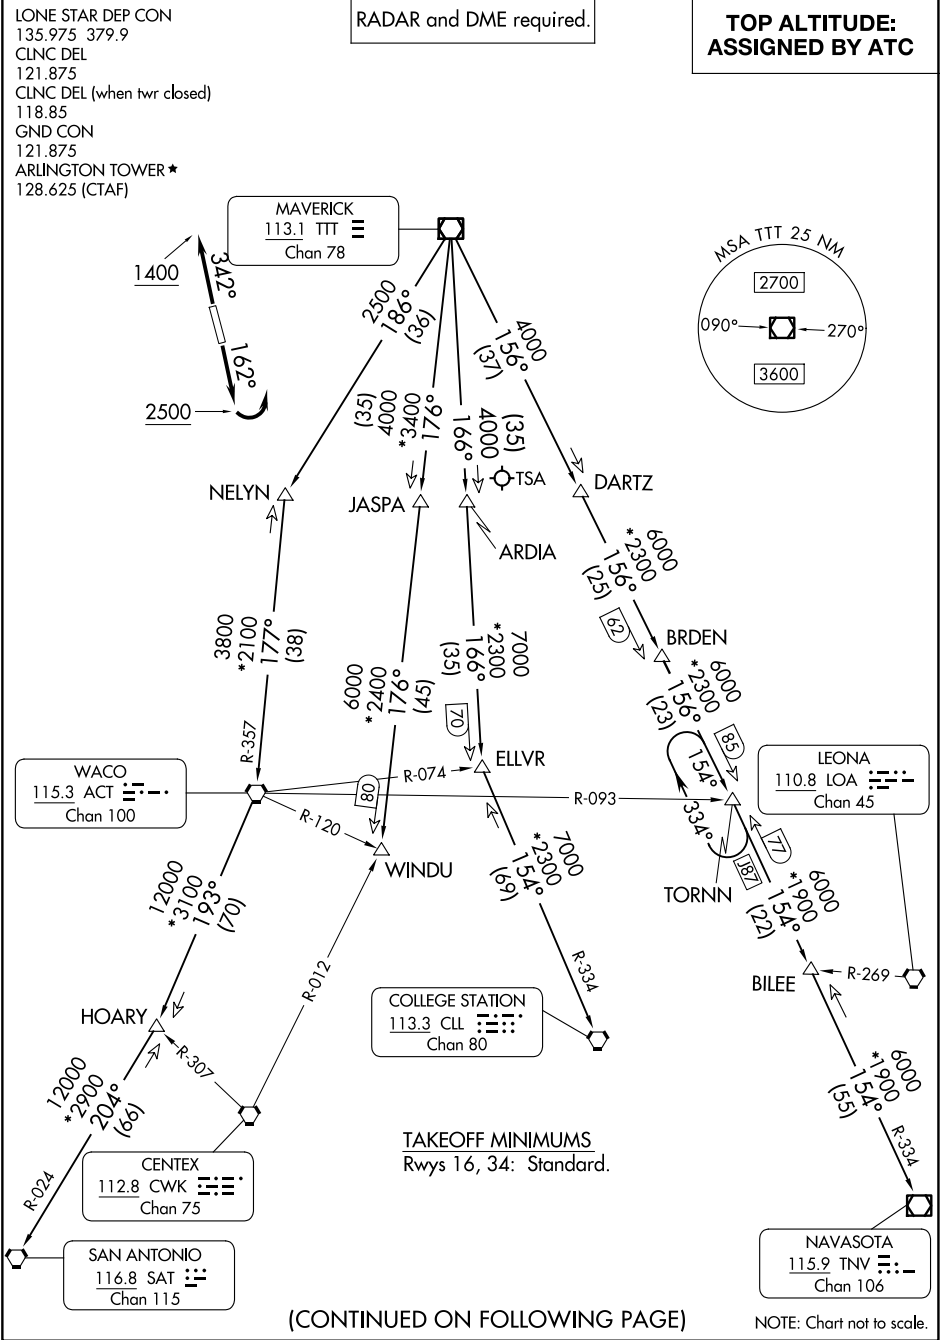 LONE STAR DEP CON
135.975 379.9
CLNC DEL
121.875
CLNC DEL (when twr closed)
118.85
GND CON
121.875
ARLINGTON TOWER★
128.625 (CTAF)
RADAR and DME required.
TOP ALTITUDE:
ASSIGNED BY ATC
MAVERICK
113.1 TTT
Chan 78
1400
342°
162°
2500
MSA TTT 25 NM
2700
090°
270°
3600
2500
186°
(36)
(35)
4000
*3400
176°
(35)
4000
166°
4000
156°
(37)
NELYN
JASPA
TSA
ARDIA
DARTZ
6000
*2300
156°
(25)
62
BRDEN
3800
*2100
177°
(38)
R-357
6000
*2400
176°
(45)
80
7000
*2300
166°
(35)
70
ELLVR
6000
*2300
156°
(23)
85
154°
334°
WACO
115.3 ACT
Chan 100
R-074
R-093
R-120
WINDU
TORNN
J87
77
LEONA
110.8 LOA
Chan 45
12000
*3100
193°
(70)
7000
*2300
154°
(69)
6000
*1900
154°
(22)
R-012
R-334
BILEE
R-269
HOARY
R-307
COLLEGE STATION
113.3 CLL
Chan 80
12000
*2900
204°
(66)
R-024
6000
*1900
154°
(55)
R-334
CENTEX
112.8 CWK
Chan 75
TAKEOFF MINIMUMS
Rwys 16, 34: Standard.
SAN ANTONIO
116.8 SAT
Chan 115
NAVASOTA
115.9 TNV
Chan 106
(CONTINUED ON FOLLOWING PAGE)
NOTE: Chart not to scale.